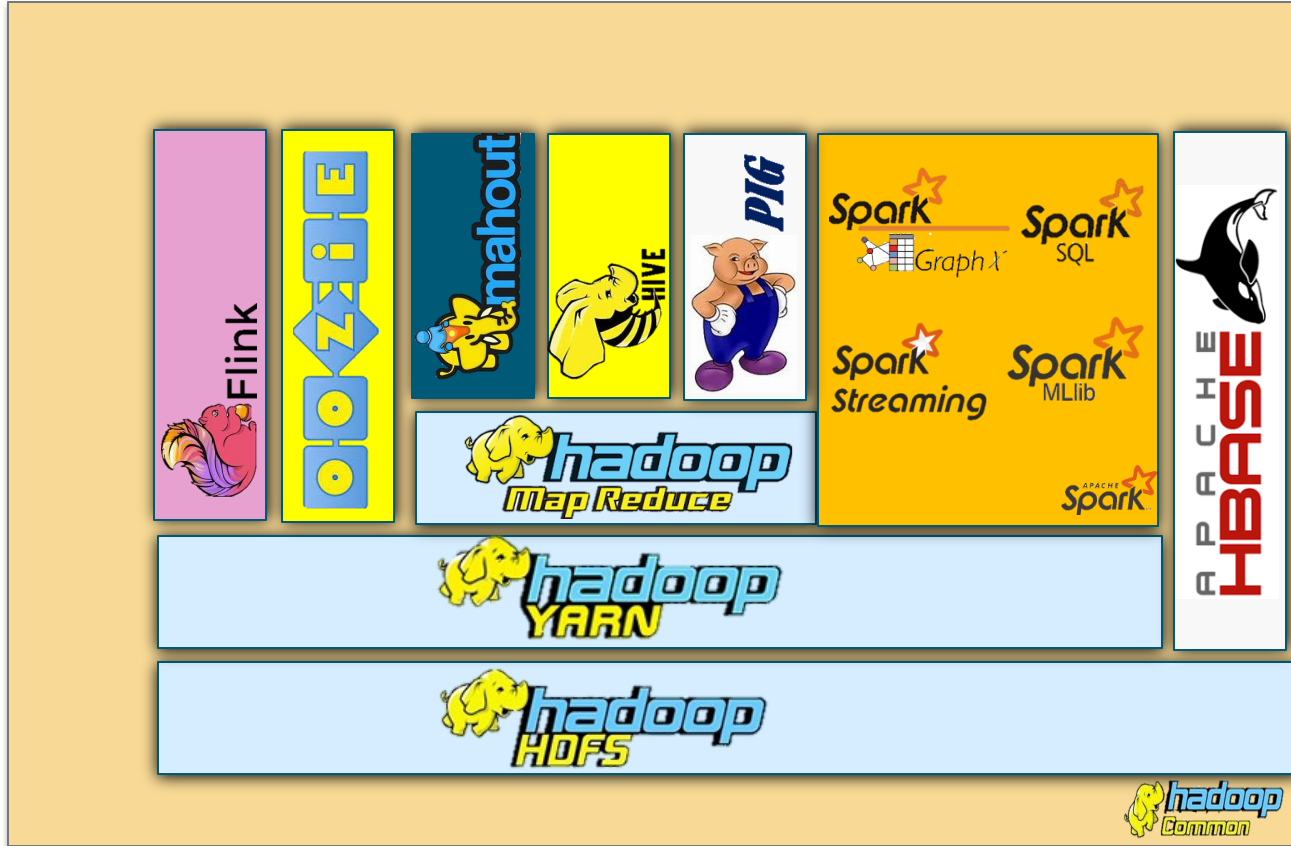 Flink
OOZIE
mahout
HIVE
PIG
Spark
GraphX
Spark
SQL
Spark
Streaming
Spark
MLlib
APACHE
Spark
APACHE
HBASE
hadoop
Map Reduce
hadoop
YARN
hadoop
HDFS
hadoop
Common